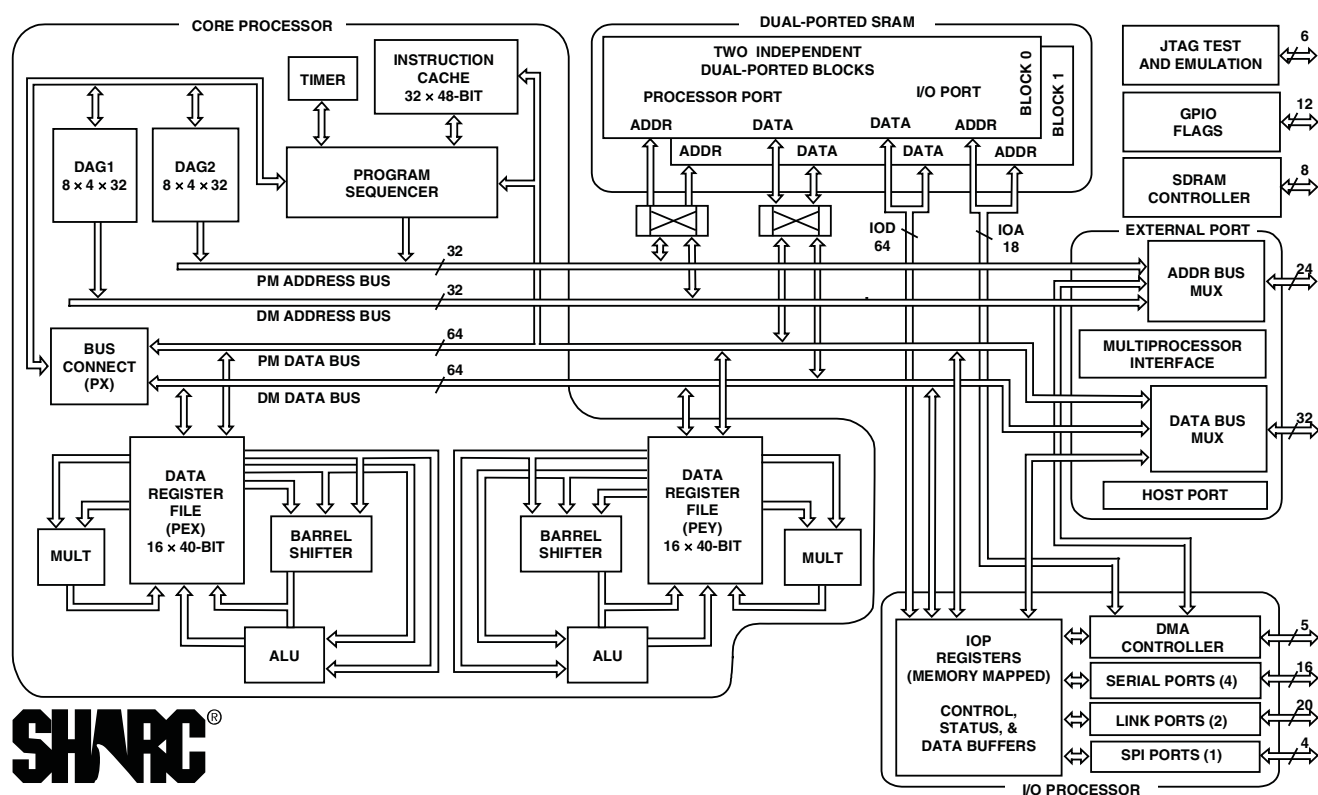 CORE PROCESSOR
TIMER
INSTRUCTION
CACHE
32 × 48-BIT
DAG1
8 × 4 × 32
DAG2
8 × 4 × 32
PROGRAM
SEQUENCER
DUAL-PORTED SRAM
TWO INDEPENDENT
DUAL-PORTED BLOCKS
PROCESSOR PORT
I/O PORT
BLOCK 0
BLOCK 1
ADDR
DATA
DATA
ADDR
ADDR
DATA
DATA
ADDR
JTAG TEST
AND EMULATION
6
GPIO
FLAGS
12
SDRAM
CONTROLLER
8
IOD
64
IOA
18
EXTERNAL PORT
ADDR BUS
MUX
24
MULTIPROCESSOR
INTERFACE
DATA BUS
MUX
32
HOST PORT
32
PM ADDRESS BUS
32
DM ADDRESS BUS
BUS
CONNECT
(PX)
64
PM DATA BUS
64
DM DATA BUS
MULT
DATA
REGISTER
FILE
(PEX)
16 × 40-BIT
BARREL
SHIFTER
ALU
BARREL
SHIFTER
DATA
REGISTER
FILE
(PEY)
16 × 40-BIT
MULT
ALU
IOP
REGISTERS
(MEMORY MAPPED)
CONTROL,
STATUS, &
DATA BUFFERS
DMA
CONTROLLER
5
SERIAL PORTS (4)
16
LINK PORTS (2)
20
SPI PORTS (1)
4
I/O PROCESSOR
SHARC®